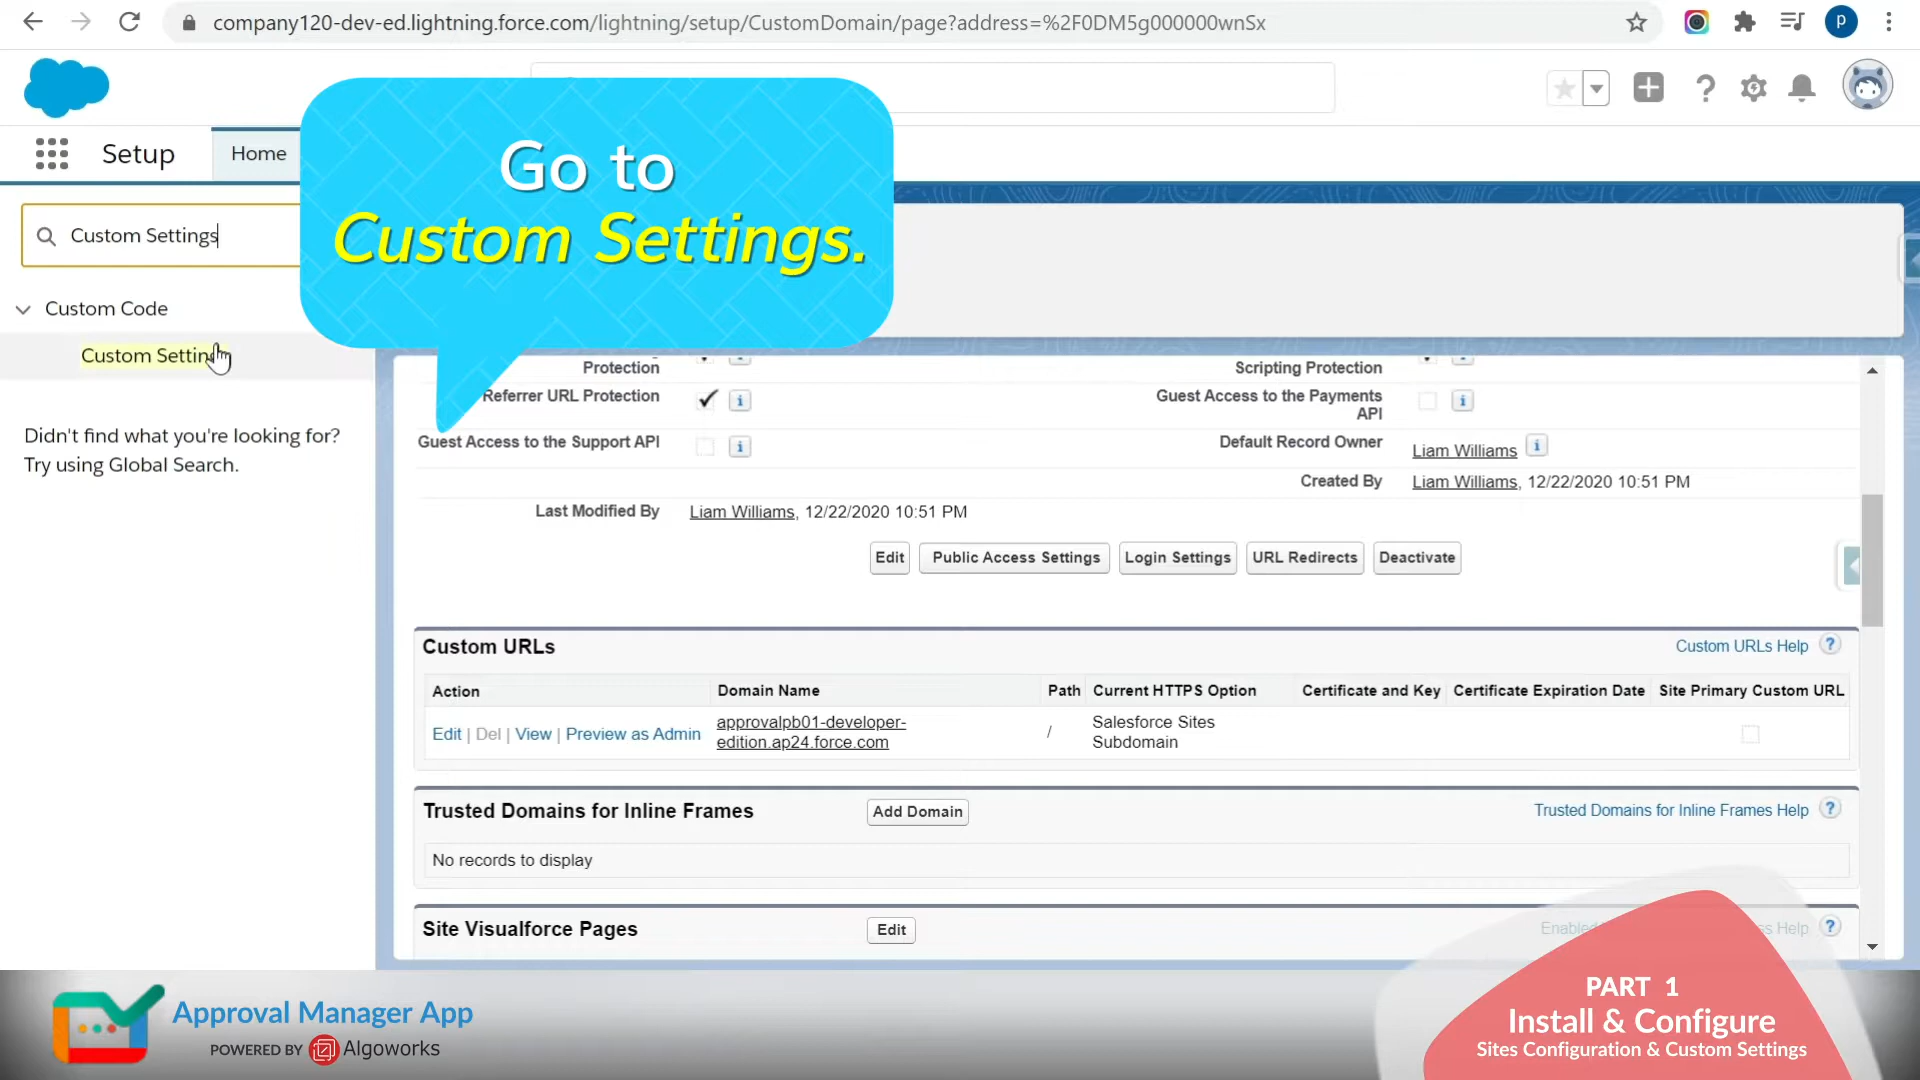 company120-dev-ed.lightning.force.com/lightning/setup/CustomDomain/page?address=%2F0DM5g000000wnSx
p
Setup
Home
Go to
Custom Settings.
Custom Settings
Custom Code
Custom Settin
Didn't find what you're looking for?
Try using Global Search.
Protection
Scripting Protection
Referrer URL Protection
Guest Access to the Payments
API
Guest Access to the Support API
Default Record Owner
Liam Williams
Created By
Liam Williams, 12/22/2020 10:51 PM
Last Modified By
Liam Williams, 12/22/2020 10:51 PM
Edit
Public Access Settings
Login Settings
URL Redirects
Deactivate
Custom URLs
Custom URLs Help ?
Action
Domain Name
Path
Current HTTPS Option
Certificate and Key
Certificate Expiration Date
Site Primary Custom URL
Edit | Del | View | Preview as Admin
approvalpb01-developer-
edition.ap24.force.com
/
Salesforce Sites
Subdomain
Trusted Domains for Inline Frames
Add Domain
Trusted Domains for Inline Frames Help ?
No records to display
Site Visualforce Pages
Edit
Help ?
PART 1
Install & Configure
Sites Configuration & Custom Settings
Approval Manager App
POWERED BY Algoworks